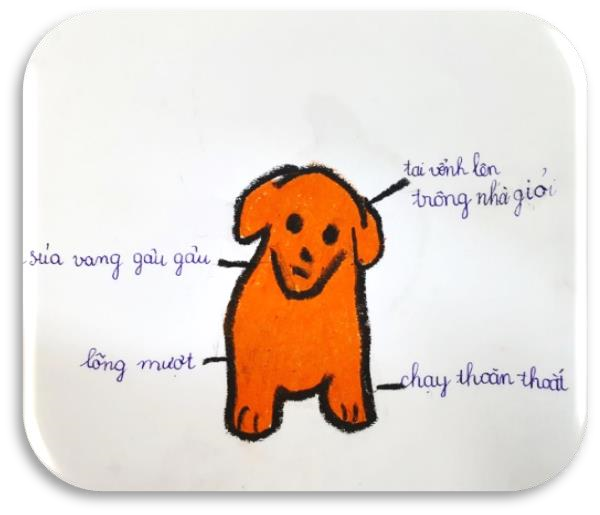 tai vểnh lên
trông nhà giỏi
sủa vang gâu gâu
lông mượt
chạy thoăn thoắt